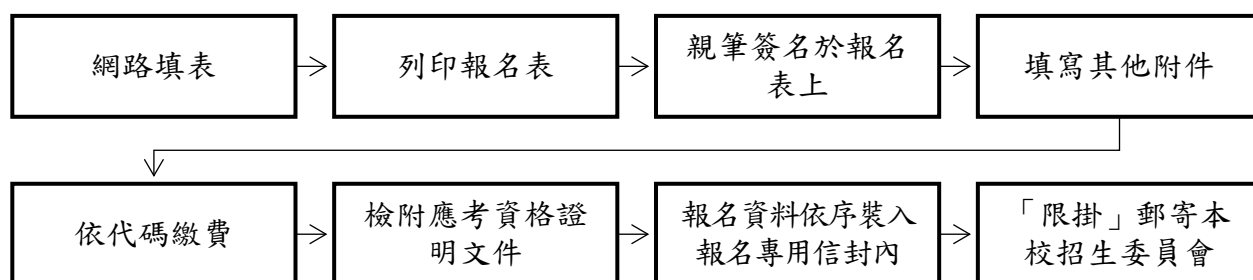 網路填表
列印報名表
親筆簽名於報名
表上
填寫其他附件
依代碼繳費
檢附應考資格證
明文件
報名資料依序裝入
報名專用信封內
「限掛」郵寄本
校招生委員會